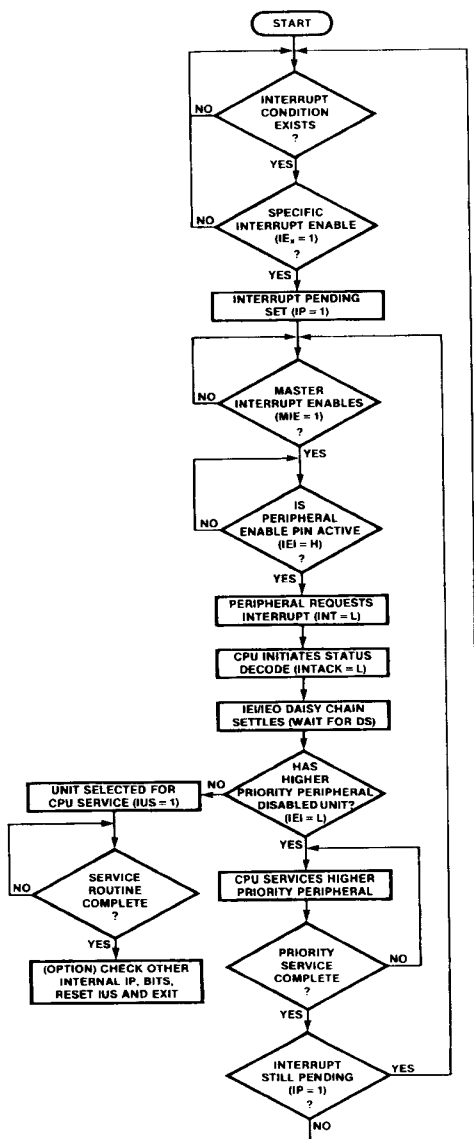 START
INTERRUPT
CONDITION
EXISTS
?
NO
YES
SPECIFIC
INTERRUPT ENABLE
(IEx = 1)
?
NO
YES
INTERRUPT PENDING
SET (IP = 1)
MASTER
INTERRUPT ENABLES
(MIE = 1)
?
NO
YES
IS
PERIPHERAL
ENABLE PIN ACTIVE
(IEI = H)
?
NO
YES
PERIPHERAL REQUESTS
INTERRUPT (INT = L)
CPU INITIATES STATUS
DECODE (INTACK = L)
IEI/IEO DAISY CHAIN
SETTLES (WAIT FOR DS)
HAS
HIGHER
PRIORITY PERIPHERAL
DISABLED UNIT?
(IEI = L)
NO
UNIT SELECTED FOR
CPU SERVICE (IUS = 1)
SERVICE
ROUTINE
COMPLETE
?
NO
YES
(OPTION) CHECK OTHER
INTERNAL IP, BITS,
RESET IUS AND EXIT
YES
CPU SERVICES HIGHER
PRIORITY PERIPHERAL
PRIORITY
SERVICE
COMPLETE
?
NO
YES
INTERRUPT
STILL PENDING
(IP = 1)
?
YES
NO